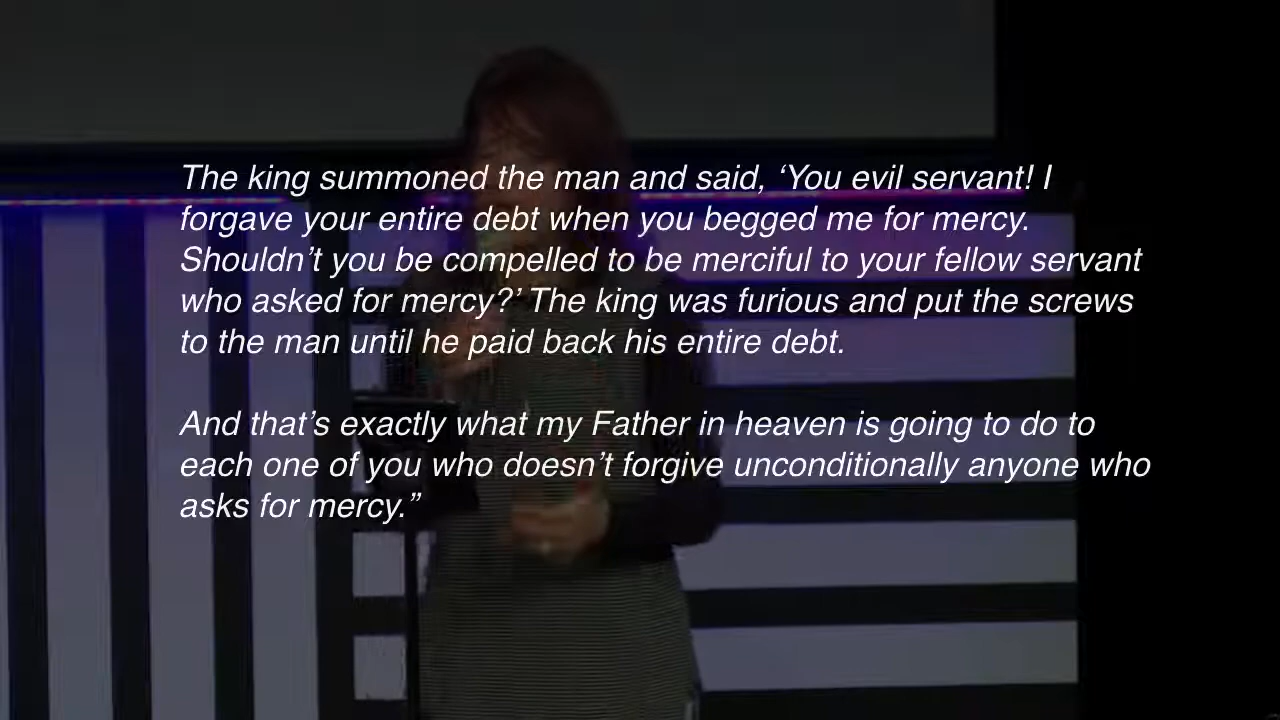 The king summoned the man and said, ‘You evil servant! I
forgave your entire debt when you begged me for mercy.
Shouldn’t you be compelled to be merciful to your fellow servant
who asked for mercy?’ The king was furious and put the screws
to the man until he paid back his entire debt.
And that’s exactly what my Father in heaven is going to do to
each one of you who doesn’t forgive unconditionally anyone who
asks for mercy.”